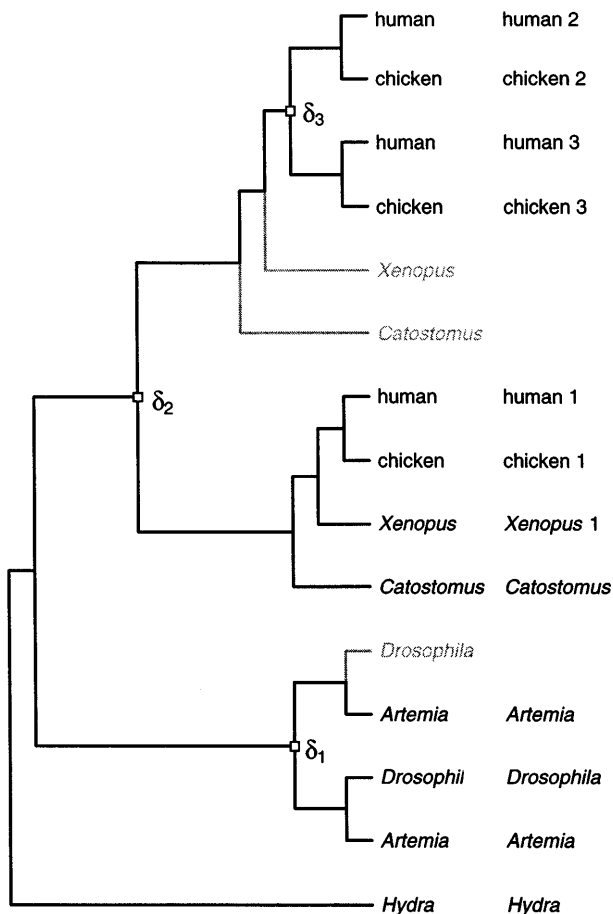 human human 2
chicken chicken 2
δ3
human human 3
chicken chicken 3
Xenopus
Catostomus
human human 1
δ2
chicken chicken 1
Xenopus Xenopus 1
Catostomus Catostomus
Drosophila
Artemia Artemia
δ1
Drosophil Drosophila
Artemia Artemia
Hydra Hydra